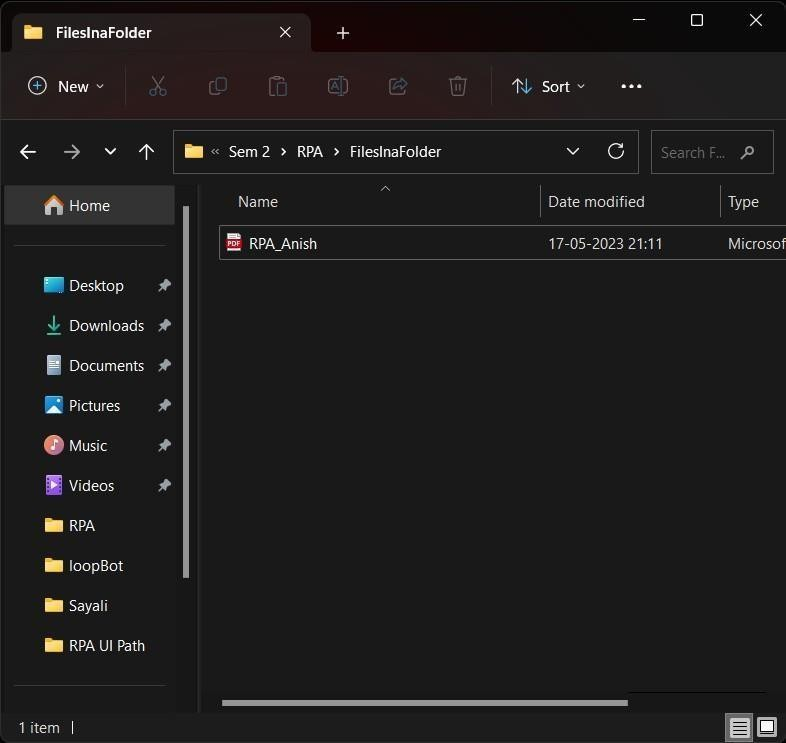 FilesInaFolder
New
Sort
« Sem 2 > RPA > FilesInaFolder
Search F...
Home
Name Date modified Type
PDF RPA_Anish 17-05-2023 21:11 Microsof
Desktop
Downloads
Documents
Pictures
Music
Videos
RPA
loopBot
Sayali
RPA UI Path
1 item